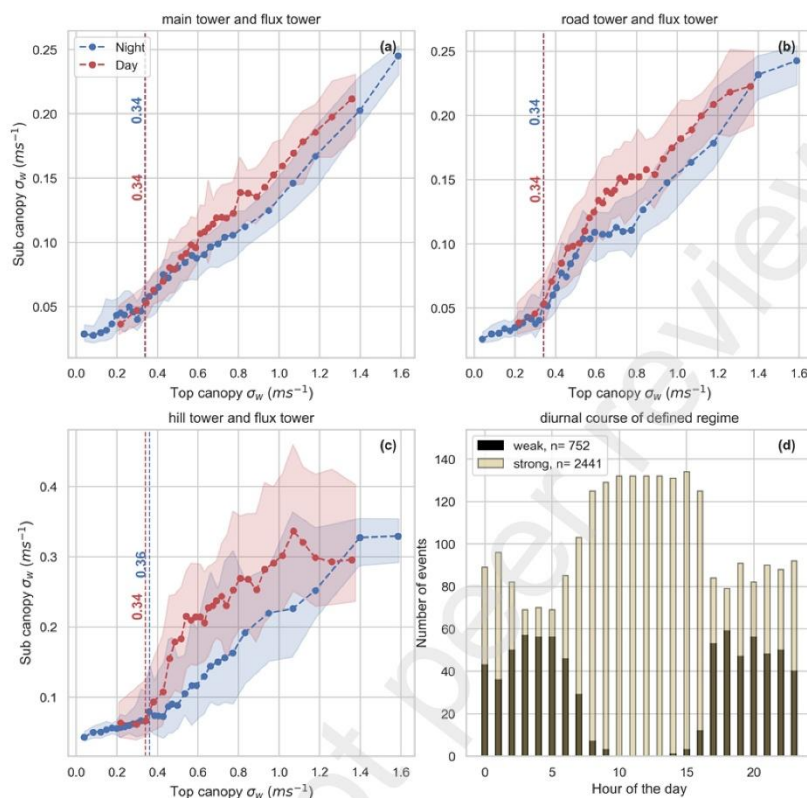 main tower and flux tower
(a)
Night
Day
0.34
0.34
0.25
0.20
0.15
0.10
0.05
Sub canopy σw (ms⁻¹)
0.0 0.2 0.4 0.6 0.8 1.0 1.2 1.4 1.6
Top canopy σw (ms⁻¹)
road tower and flux tower
(b)
0.34
0.34
0.25
0.20
0.15
0.10
0.05
0.0 0.2 0.4 0.6 0.8 1.0 1.2 1.4 1.6
Top canopy σw (ms⁻¹)
hill tower and flux tower
(c)
0.36
0.34
0.4
0.3
0.2
0.1
Sub canopy σw (ms⁻¹)
0.0 0.2 0.4 0.6 0.8 1.0 1.2 1.4 1.6
Top canopy σw (ms⁻¹)
diurnal course of defined regime
(d)
weak, n= 752
strong, n= 2441
140
120
100
80
60
40
20
0
Number of events
0 5 10 15 20
Hour of the day
ot peer review